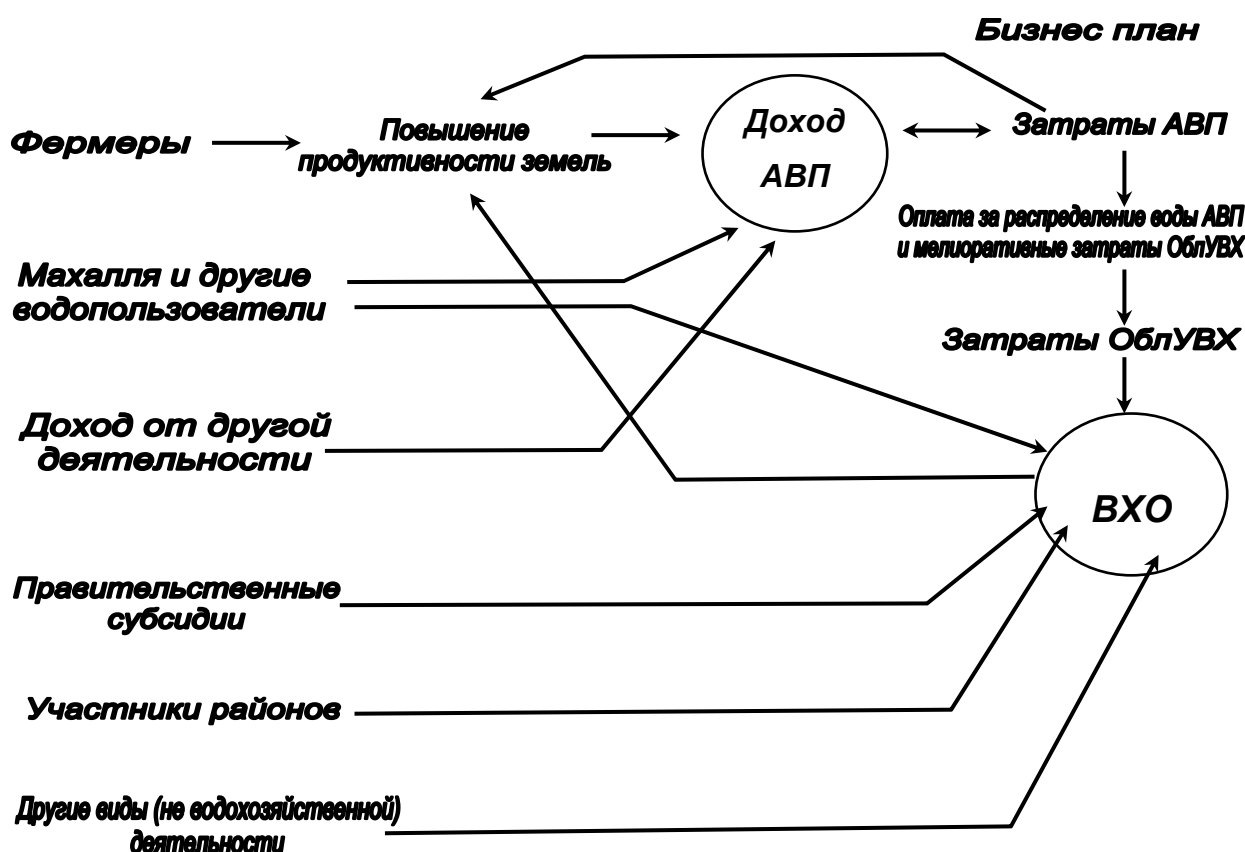 Бизнес план
Фермеры
Повышение
продуктивности земель
Доход
АВП
Затраты АВП
Оплата за распределение воды АВП
и мелиоративные затраты ОблУВХ
Махалля и другие
водопользователи
Затраты ОблУВХ
Доход от другой
деятельности
ВХО
Правительственные
субсидии
Участники районов
Другие виды (не водохозяйственной)
деятельности